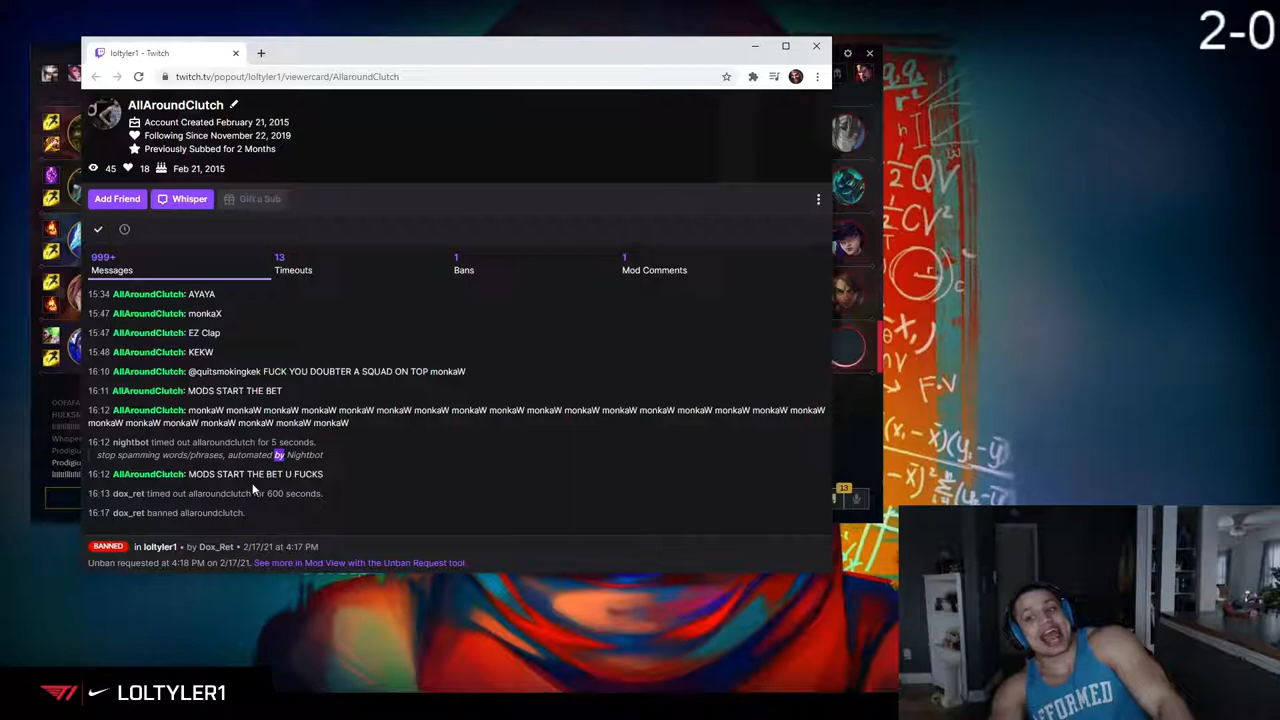 2-0
loltyler1 - Twitch
twitch.tv/popout/loltyler1/viewercard/AllaroundClutch
AllAroundClutch
Account Created February 21, 2015
Following Since November 22, 2019
Previously Subbed for 2 Months
45 18 Feb 21, 2015
Add Friend Whisper Gift a Sub
999+ 13 1 1
Messages Timeouts Bans Mod Comments
15:34 AllAroundClutch: AYAYA
15:47 AllAroundClutch: monkaX
15:47 AllAroundClutch: EZ Clap
15:48 AllAroundClutch: KEKW
16:10 AllAroundClutch: @quitsmokingkek FUCK YOU DOUBTER A SQUAD ON TOP monkaW
16:11 AllAroundClutch: MODS START THE BET
16:12 AllAroundClutch: monkaW monkaW monkaW monkaW monkaW monkaW monkaW monkaW monkaW monkaW monkaW monkaW monkaW monkaW monkaW monkaW monkaW
monkaW monkaW monkaW monkaW monkaW monkaW monkaW
16:12 nightbot timed out allaroundclutch for 5 seconds.
stop spamming words/phrases, automated by Nightbot
16:12 AllAroundClutch: MODS START THE BET U FUCKS
16:13 dox_ret timed out allaroundclutch for 600 seconds.
16:17 dox_ret banned allaroundclutch.
BANNED in loltyler1 • by Dox_Ret • 2/17/21 at 4:17 PM
Unban requested at 4:18 PM on 2/17/21. See more in Mod View with the Unban Request tool
13
LOLTYLER1